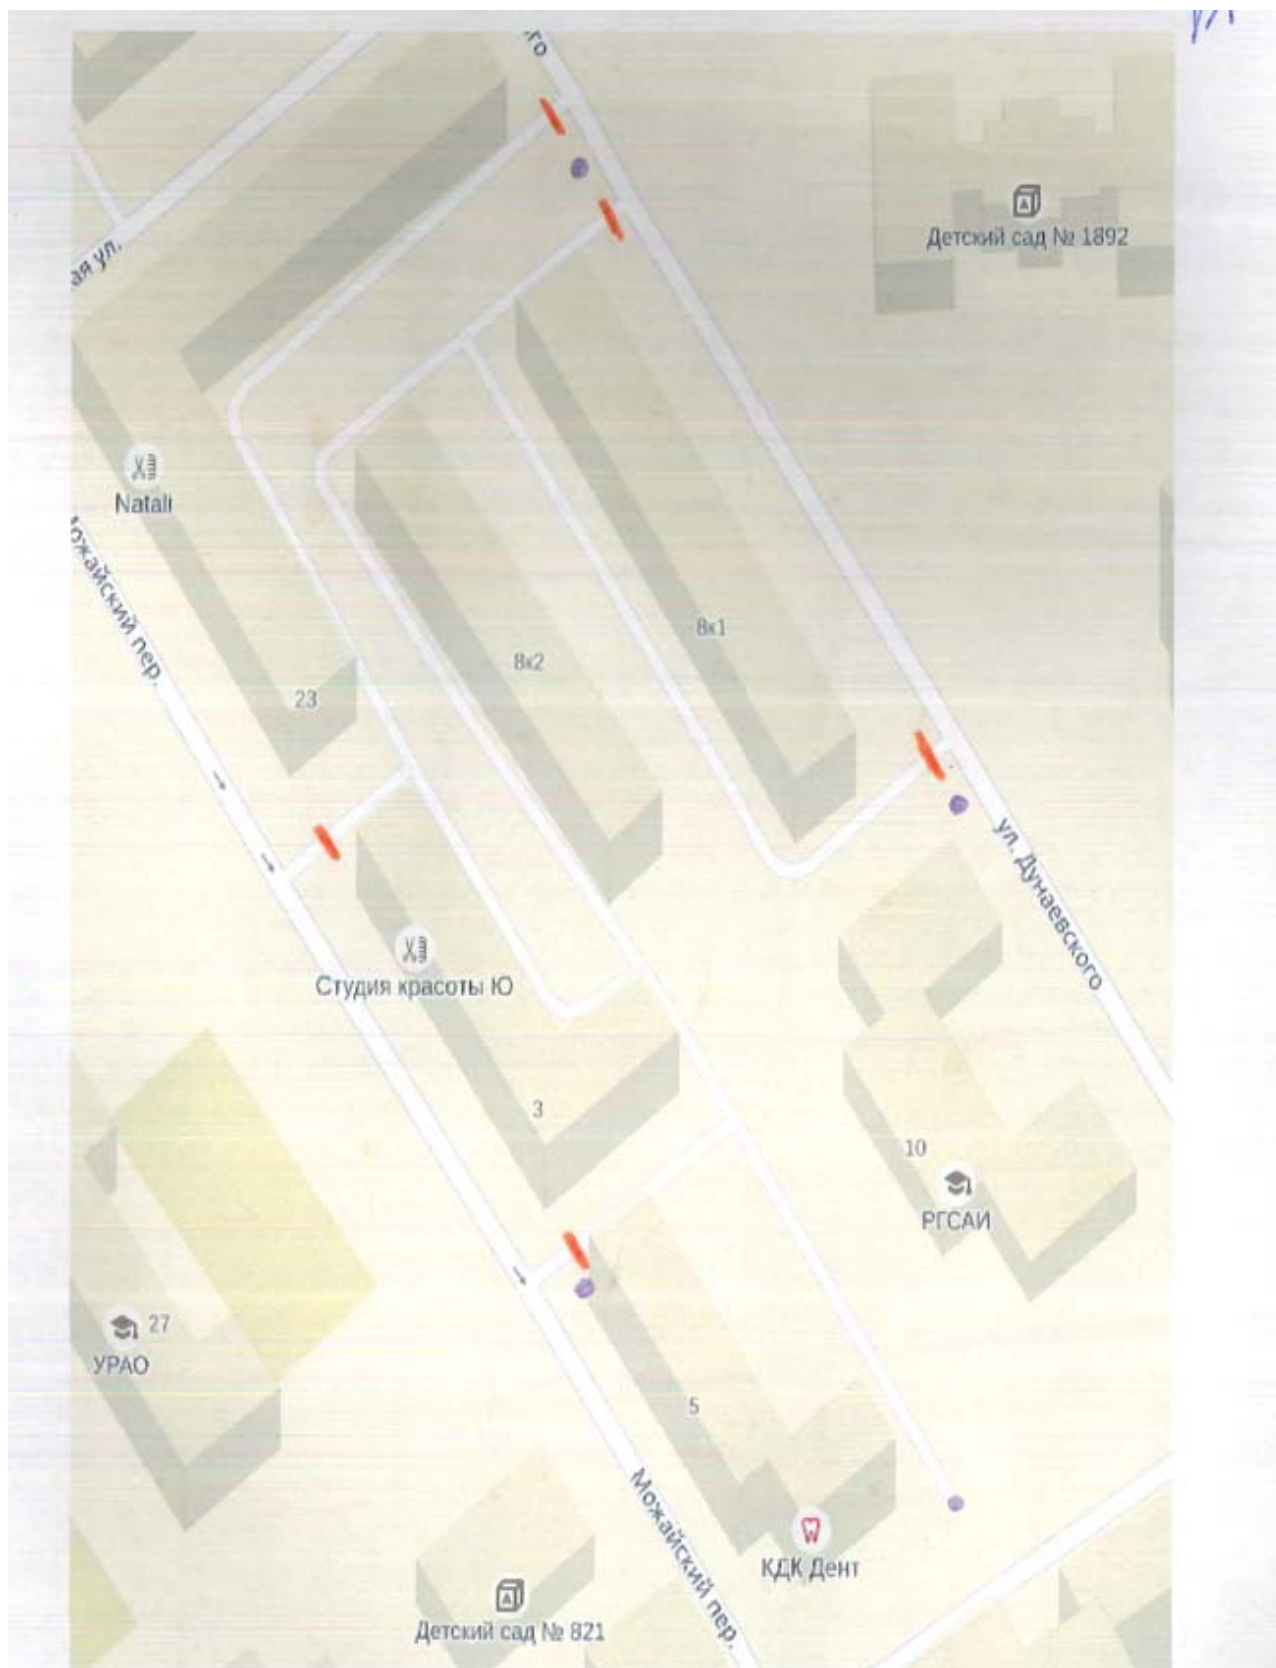 го
Детский сад № 1892
ая ул.
Natali
Можайский пер.
8к1
8к2
23
ул. Дунаевского
Студия красоты Ю
3
10
РГСАИ
27
УРАО
5
Можайский пер.
КДК Дент
Детский сад № 821